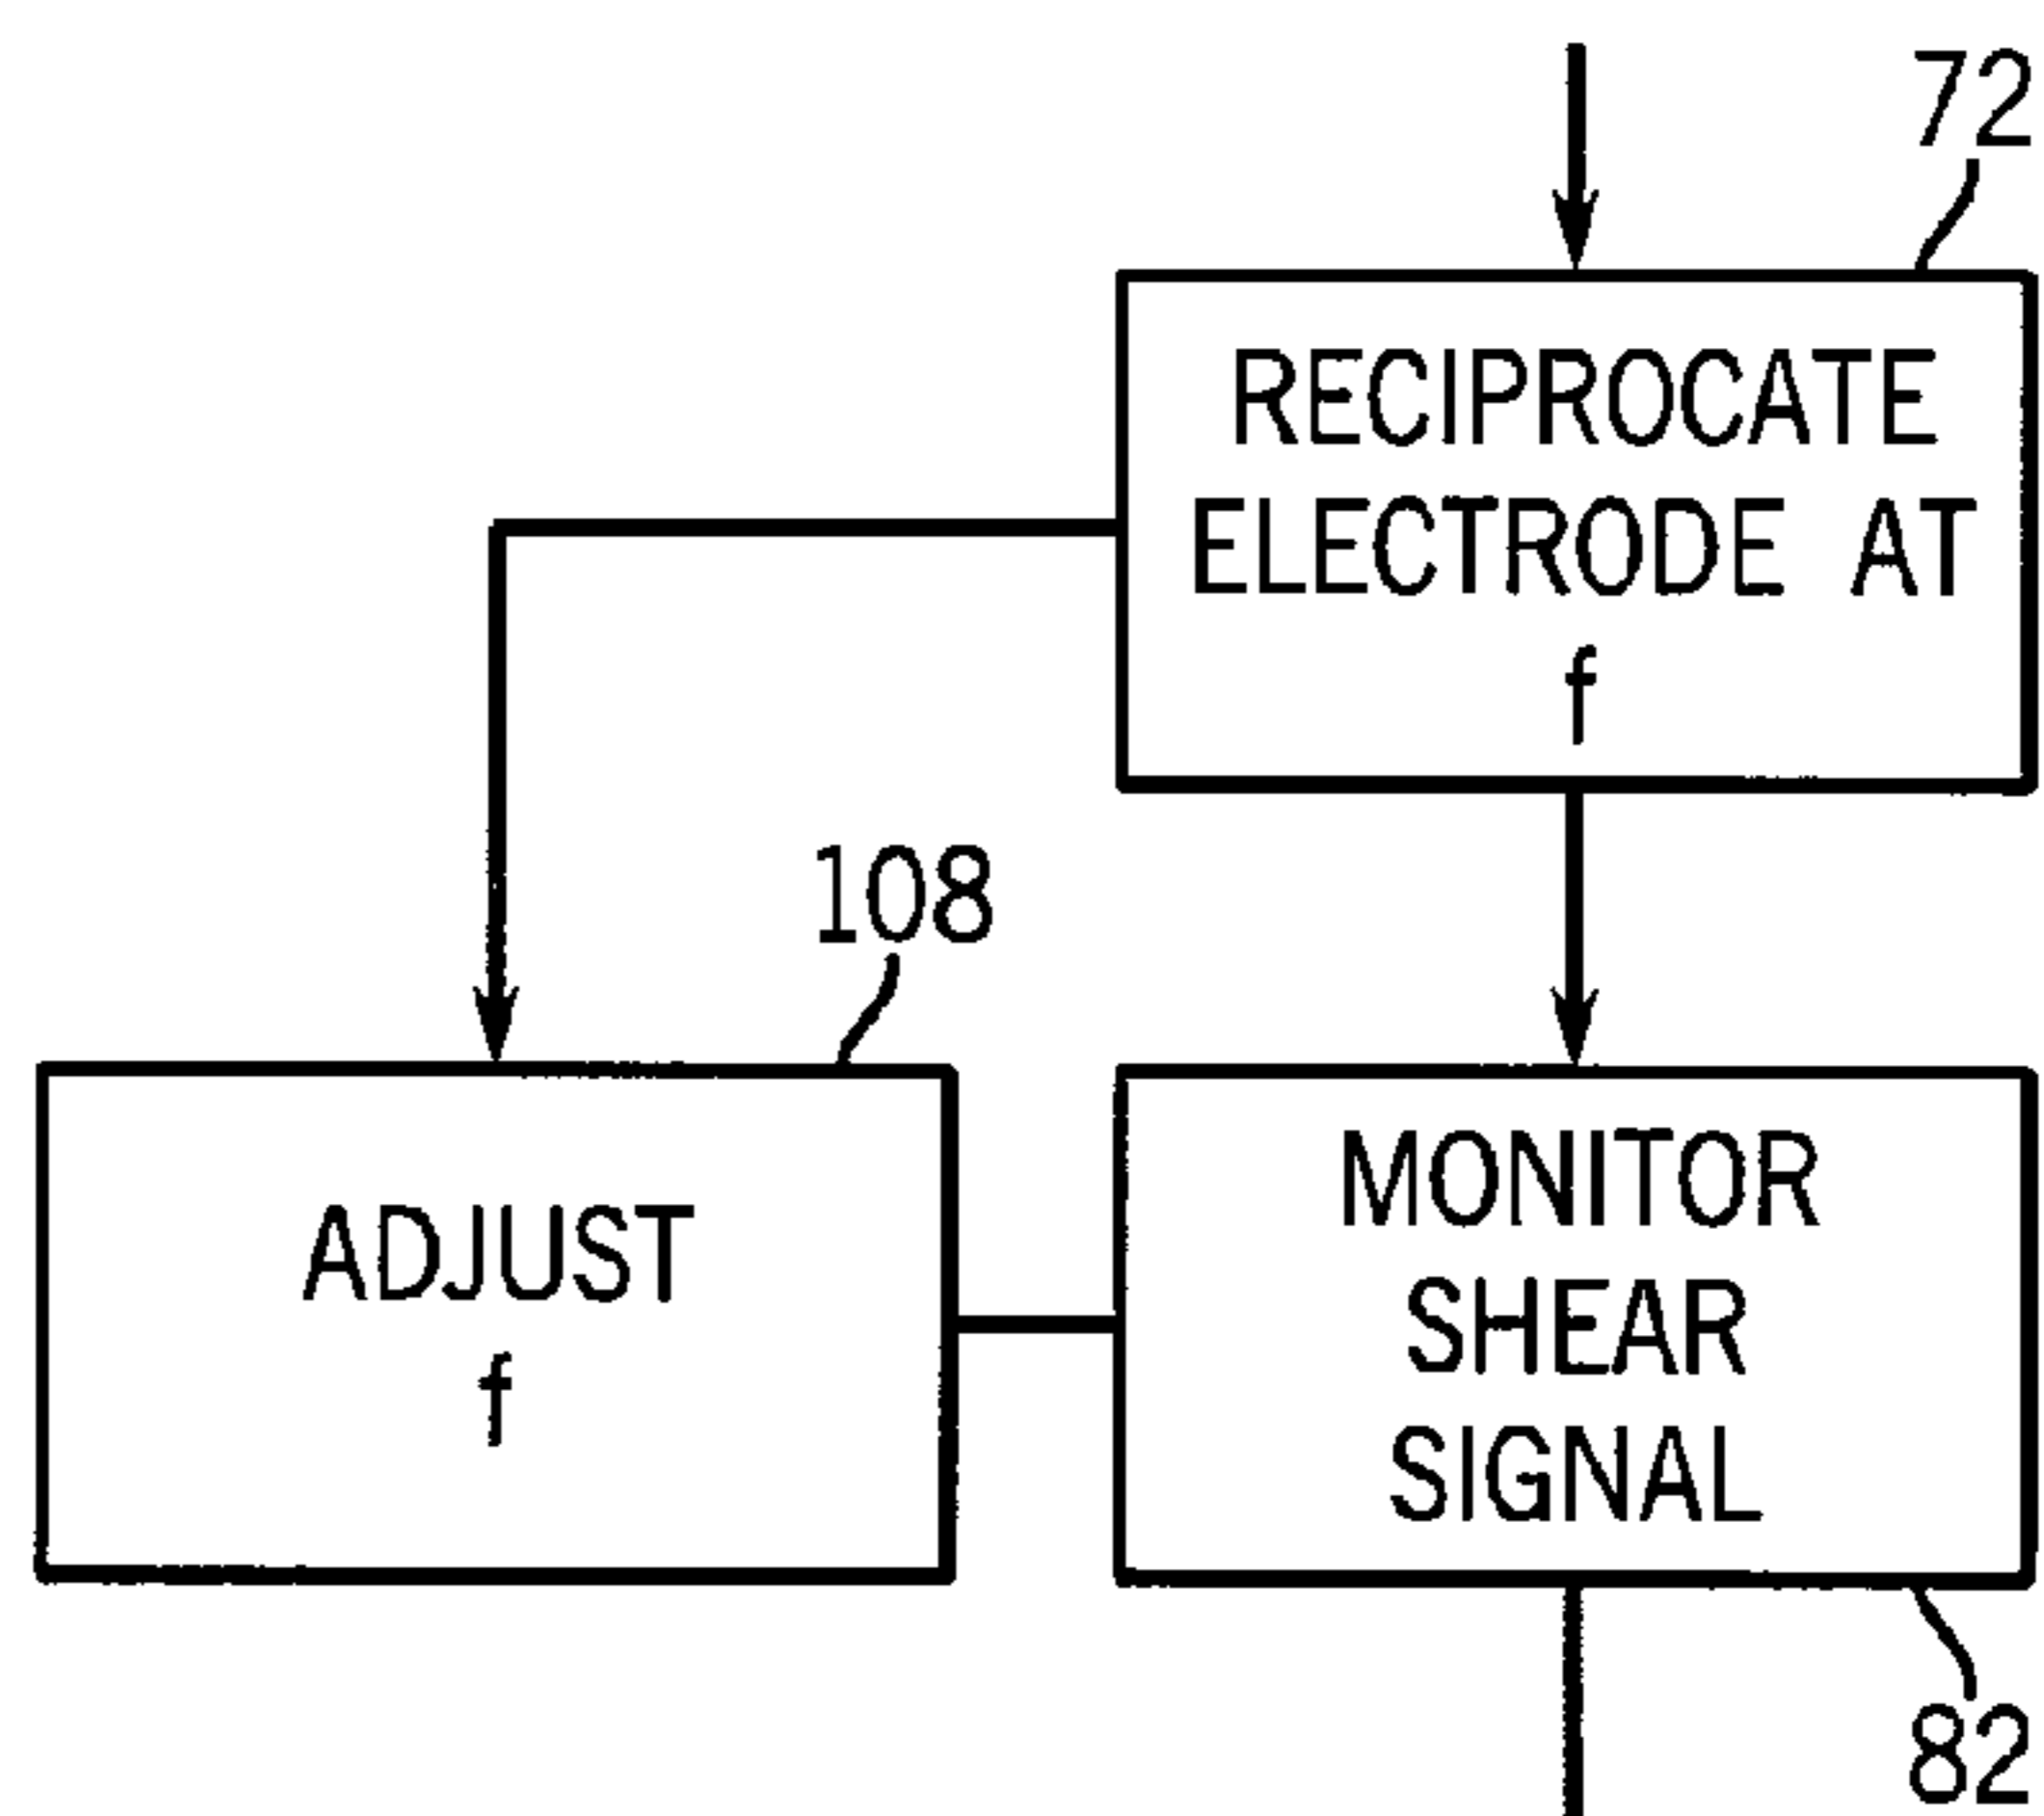 72
RECIPROCATE
ELECTRODE AT
f
108
ADJUST
f
MONITOR
SHEAR
SIGNAL
82